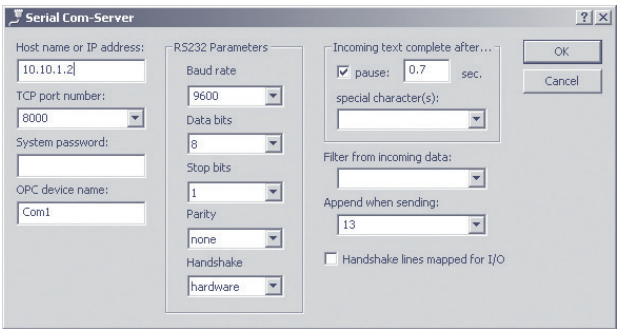 Serial Com-Server
Host name or IP address:
10.10.1.2
TCP port number:
8000
System password:
OPC device name:
Com1
RS232 Parameters
Baud rate
9600
Data bits
8
Stop bits
1
Parity
none
Handshake
hardware
Incoming text complete after...
pause: 0.7 sec.
special character(s):
Filter from incoming data:
Append when sending:
13
Handshake lines mapped for I/O
OK
Cancel